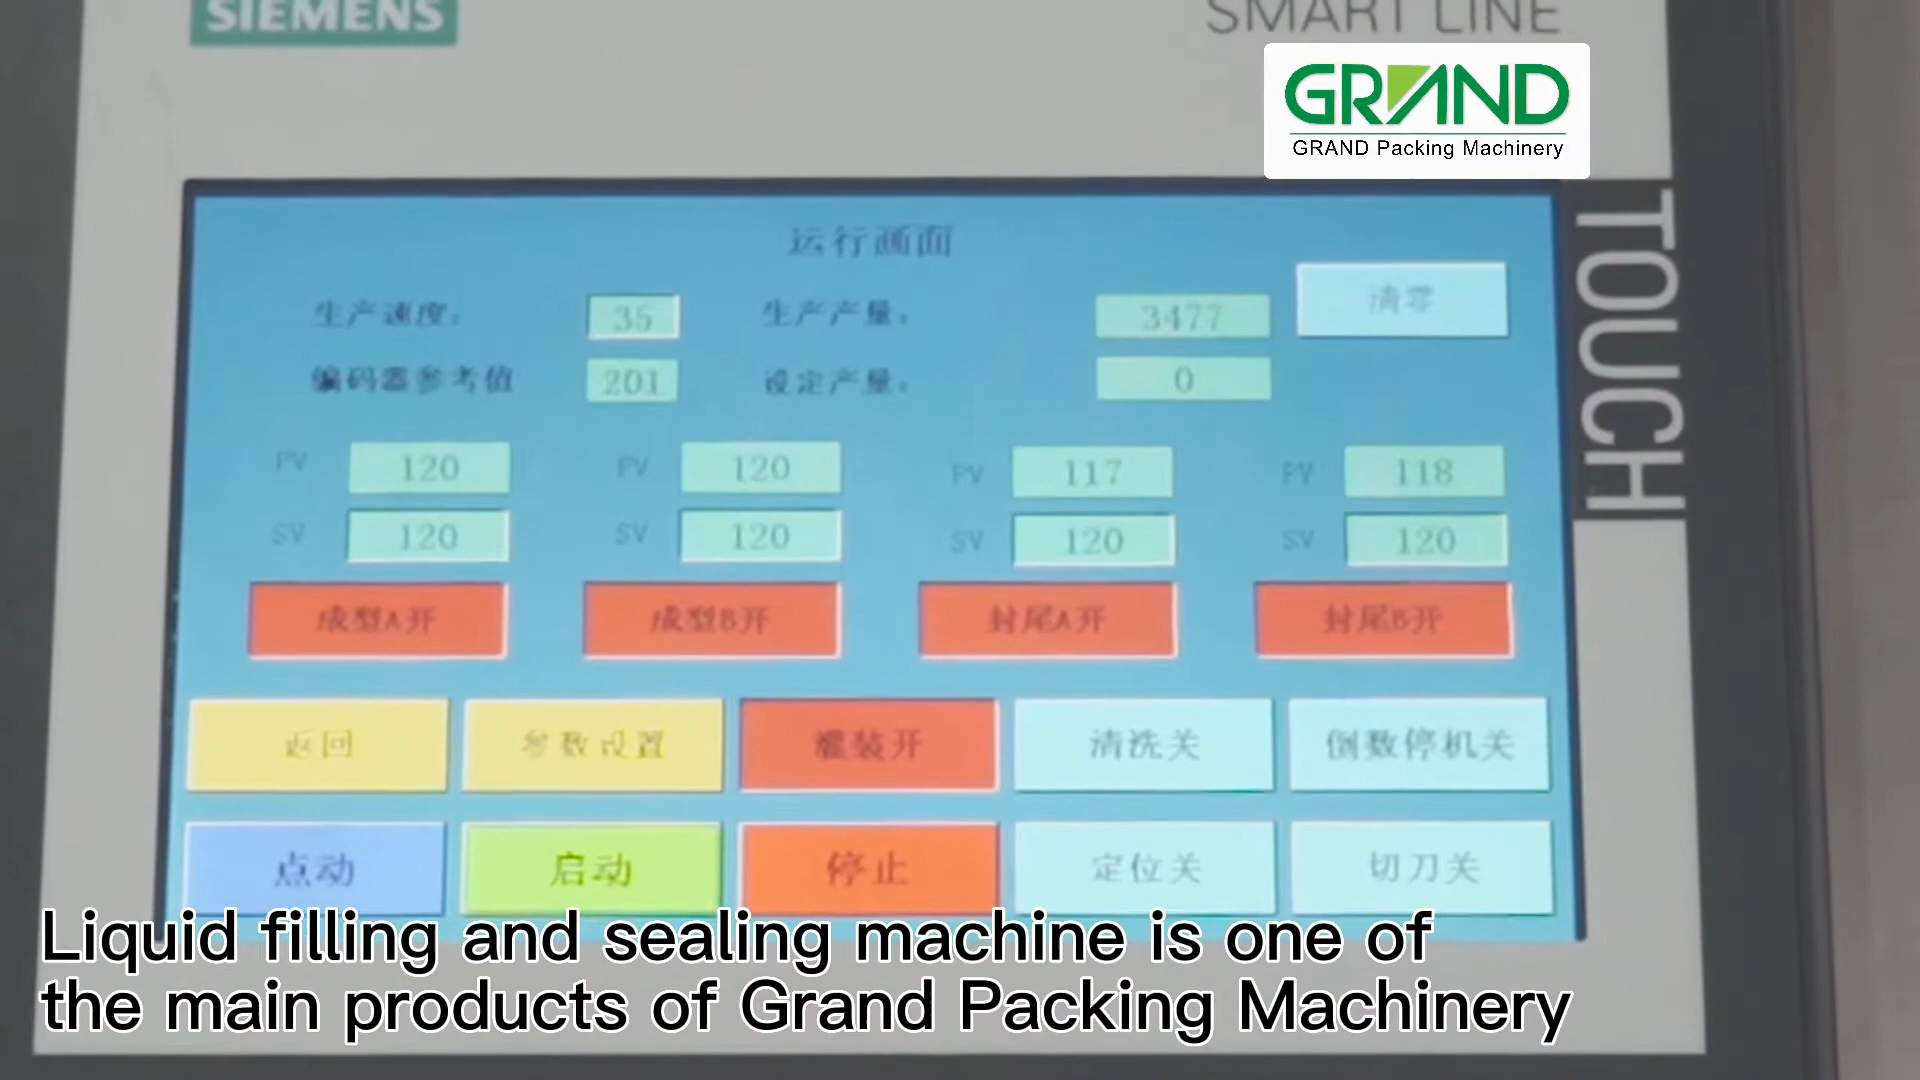 SIEMENS
SMART LINE
GRAND
GRAND Packing Machinery
TOUCH
运行画面
生产速度: 35 生产产量: 3477 清零
编码器参考值 201 设定产量: 0
PV 120 PV 120 PV 117 PV 118
SV 120 SV 120 SV 120 SV 120
成型A开 成型B开 封尾A开 封尾B开
返回 参数设置 灌装开 清洗关 倒数停机关
点动 启动 停止 定位关 切刀关
Liquid filling and sealing machine is one of
the main products of Grand Packing Machinery